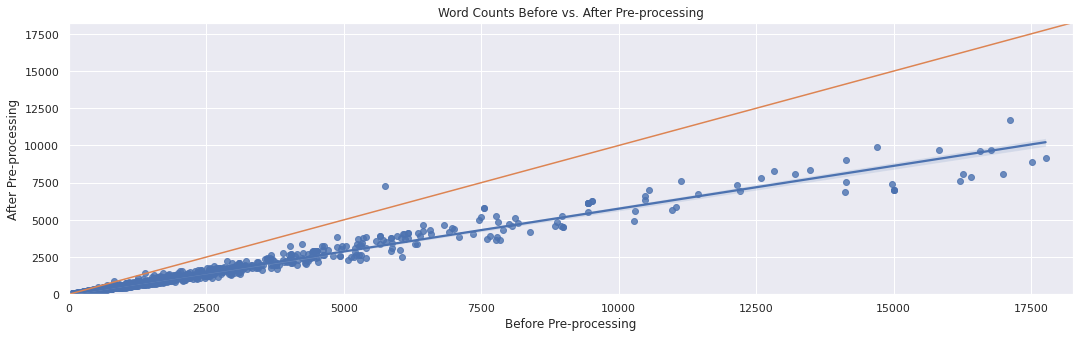 Word Counts Before vs. After Pre-processing
17500
15000
12500
10000
7500
5000
2500
0
After Pre-processing
0 2500 5000 7500 10000 12500 15000 17500
Before Pre-processing